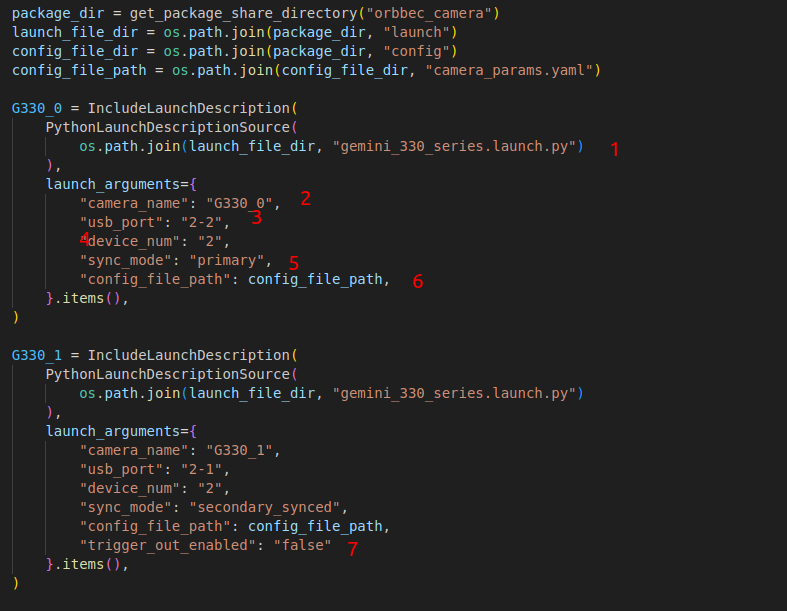 package_dir = get_package_share_directory("orbbec_camera")
launch_file_dir = os.path.join(package_dir, "launch")
config_file_dir = os.path.join(package_dir, "config")
config_file_path = os.path.join(config_file_dir, "camera_params.yaml")

G330_0 = IncludeLaunchDescription(
    PythonLaunchDescriptionSource(
        os.path.join(launch_file_dir, "gemini_330_series.launch.py") 1
    ),
    launch_arguments={
        "camera_name": "G330_0", 2
        "usb_port": "2-2", 3
        4 "device_num": "2",
        "sync_mode": "primary", 5
        "config_file_path": config_file_path, 6
    }.items(),
)

G330_1 = IncludeLaunchDescription(
    PythonLaunchDescriptionSource(
        os.path.join(launch_file_dir, "gemini_330_series.launch.py")
    ),
    launch_arguments={
        "camera_name": "G330_1",
        "usb_port": "2-1",
        "device_num": "2",
        "sync_mode": "secondary_synced",
        "config_file_path": config_file_path,
        "trigger_out_enabled": "false" 7
    }.items(),
)